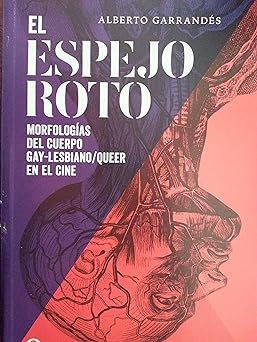 EL
ALBERTO GARRANDÉS
ESPEJO
ROTO
MORFOLOGÍAS
DEL CUERPO
GAY-LESBIANO/QUEER
EN EL CINE